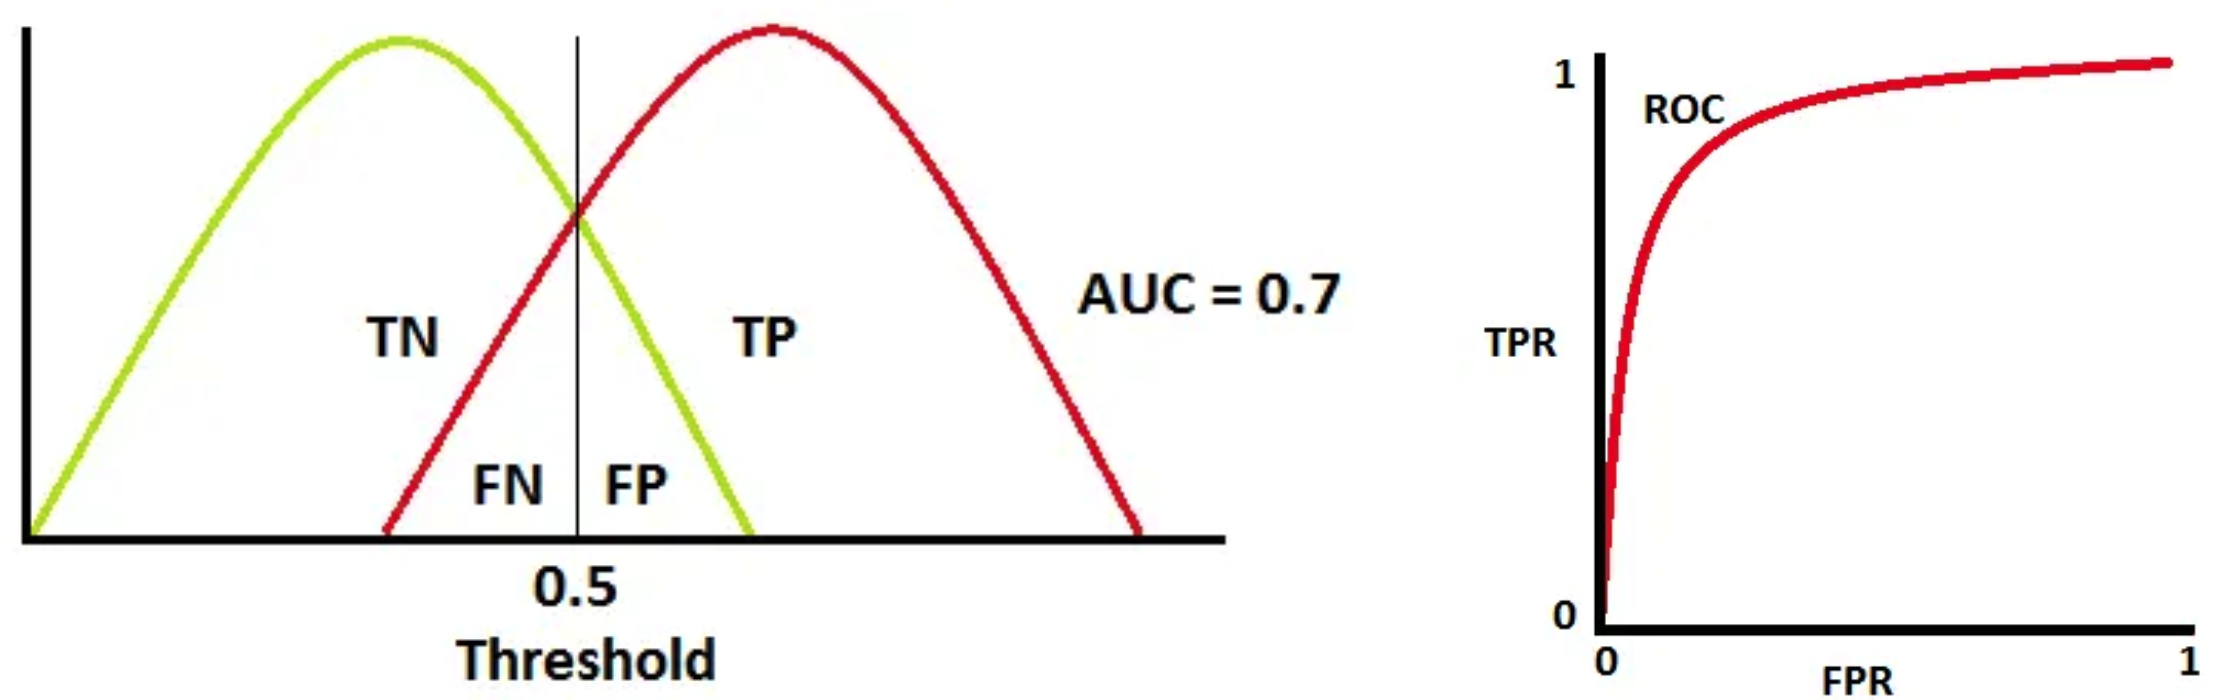 TN
TP
FN
FP
AUC = 0.7
0.5
Threshold
1
ROC
TPR
0
0
1
FPR